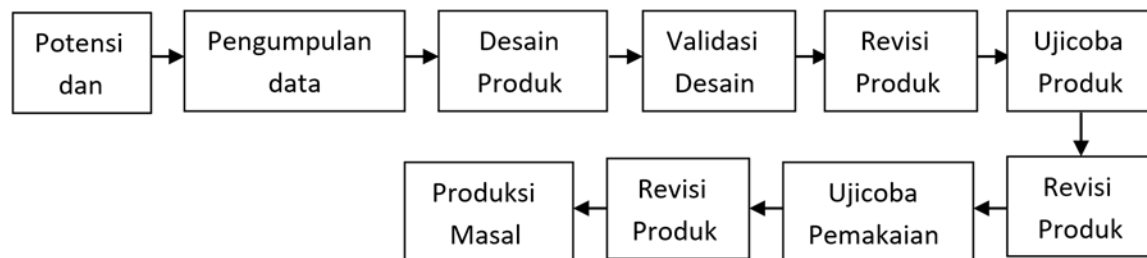 Potensi
dan
Pengumpulan
data
Desain
Produk
Validasi
Desain
Revisi
Produk
Ujicoba
Produk
Revisi
Produk
Ujicoba
Pemakaian
Revisi
Produk
Produksi
Masal